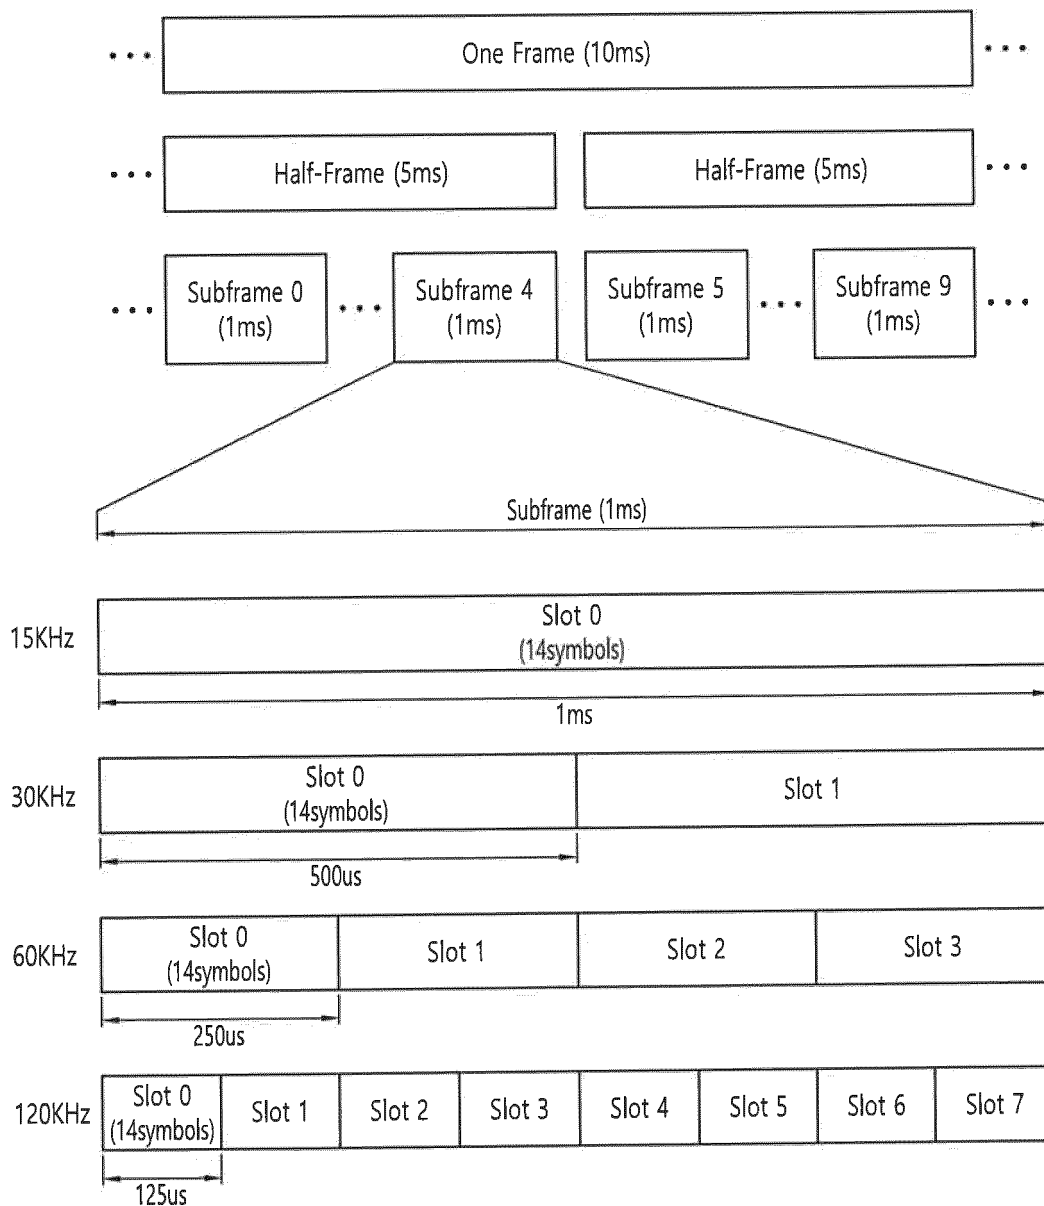 ••• One Frame (10ms) •••
••• Half-Frame (5ms) Half-Frame (5ms) •••
••• Subframe 0 ••• Subframe 4 Subframe 5 ••• Subframe 9 •••
(1ms) (1ms) (1ms) (1ms)
Subframe (1ms)
15KHz Slot 0
(14symbols)
1ms
30KHz Slot 0 Slot 1
(14symbols)
500us
60KHz Slot 0 Slot 1 Slot 2 Slot 3
(14symbols)
250us
120KHz Slot 0 Slot 1 Slot 2 Slot 3 Slot 4 Slot 5 Slot 6 Slot 7
(14symbols)
125us